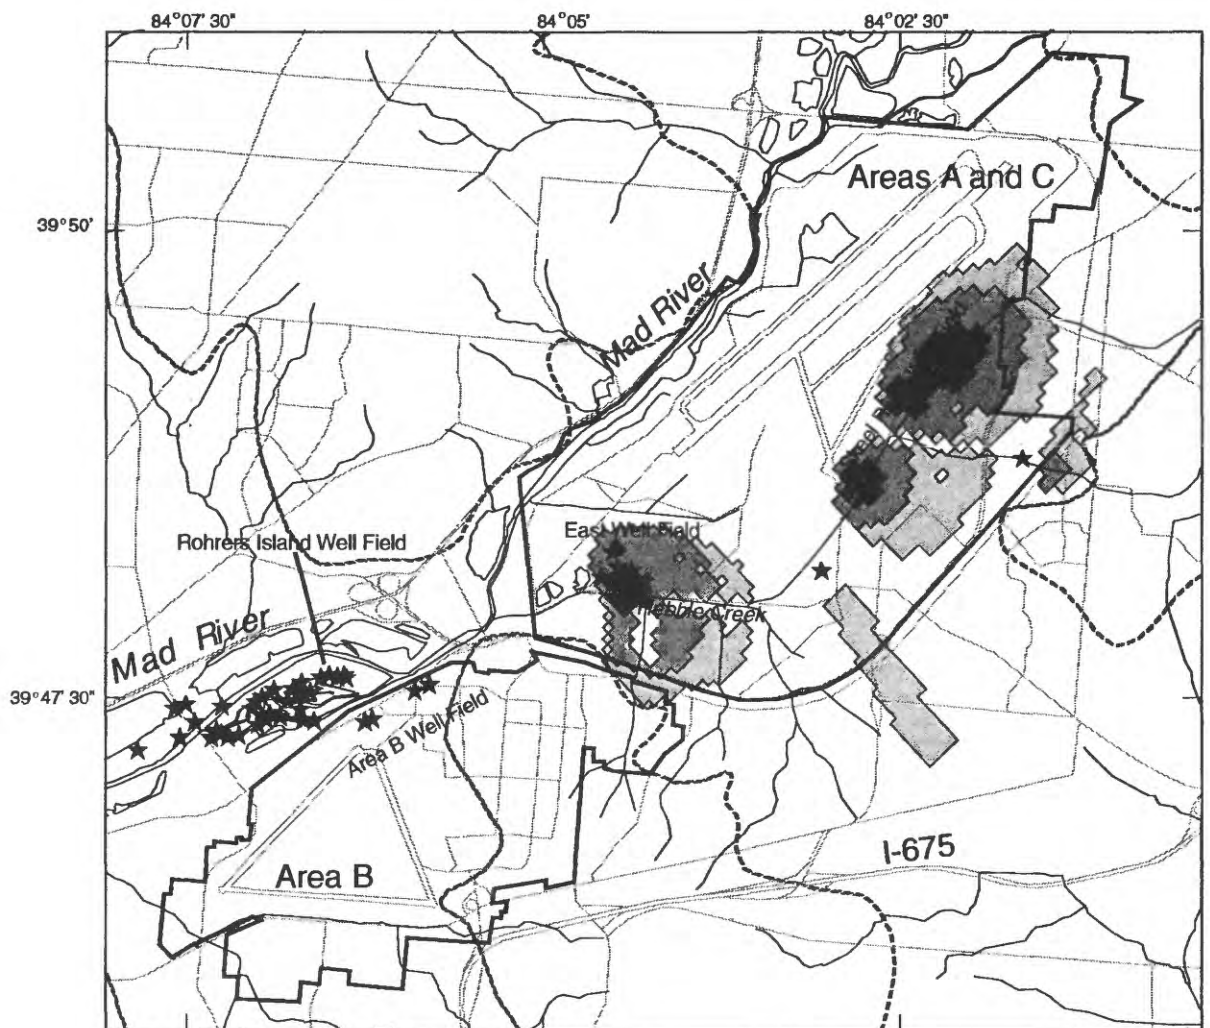 84°07' 30"
84°05'
84°02' 30"
Areas A and C
39°50'
Mad River
East Well Field
Rohrers Island Well Field
Hebble Creek
Mad River
39°47' 30"
Area B Well Field
I-675
Area B